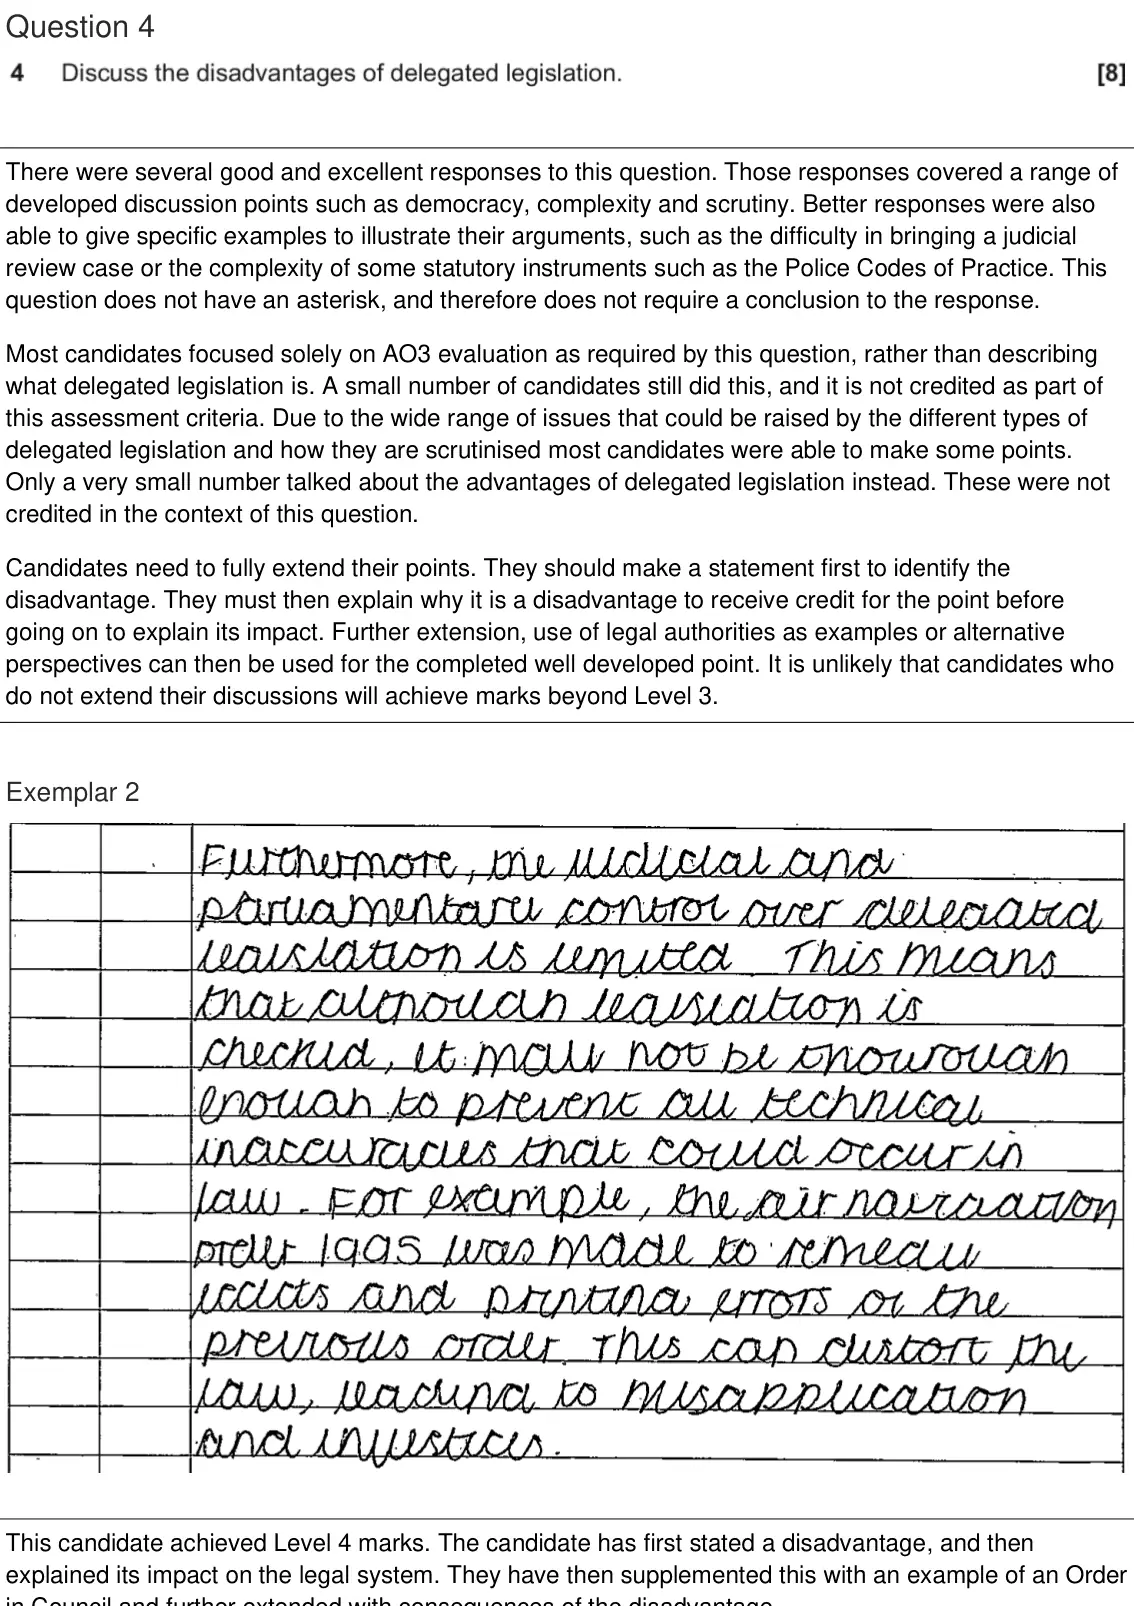 Question 4
4 Discuss the disadvantages of delegated legislation. [8]
There were several good and excellent responses to this question. Those responses covered a range of
developed discussion points such as democracy, complexity and scrutiny. Better responses were also
able to give specific examples to illustrate their arguments, such as the difficulty in bringing a judicial
review case or the complexity of some statutory instruments such as the Police Codes of Practice. This
question does not have an asterisk, and therefore does not require a conclusion to the response.
Most candidates focused solely on AO3 evaluation as required by this question, rather than describing
what delegated legislation is. A small number of candidates still did this, and it is not credited as part of
this assessment criteria. Due to the wide range of issues that could be raised by the different types of
delegated legislation and how they are scrutinised most candidates were able to make some points.
Only a very small number talked about the advantages of delegated legislation instead. These were not
credited in the context of this question.
Candidates need to fully extend their points. They should make a statement first to identify the
disadvantage. They must then explain why it is a disadvantage to receive credit for the point before
going on to explain its impact. Further extension, use of legal authorities as examples or alternative
perspectives can then be used for the completed well developed point. It is unlikely that candidates who
do not extend their discussions will achieve marks beyond Level 3.
Exemplar 2
Furthermore, the judicial and
parliamentary control over delegated
legislation is limited. This means
that although legislation is
checked, it may not be thourough
enough to prevent all technical
inaccuracies that could occur in
law. For example, the air navigation
order 1995 was made to remedy
defects and printing errors of the
previous order. This can distort the
law, leading to misapplication
and injustices.
This candidate achieved Level 4 marks. The candidate has first stated a disadvantage, and then
explained its impact on the legal system. They have then supplemented this with an example of an Order
in Council and further extended with consequences of the disadvantage.